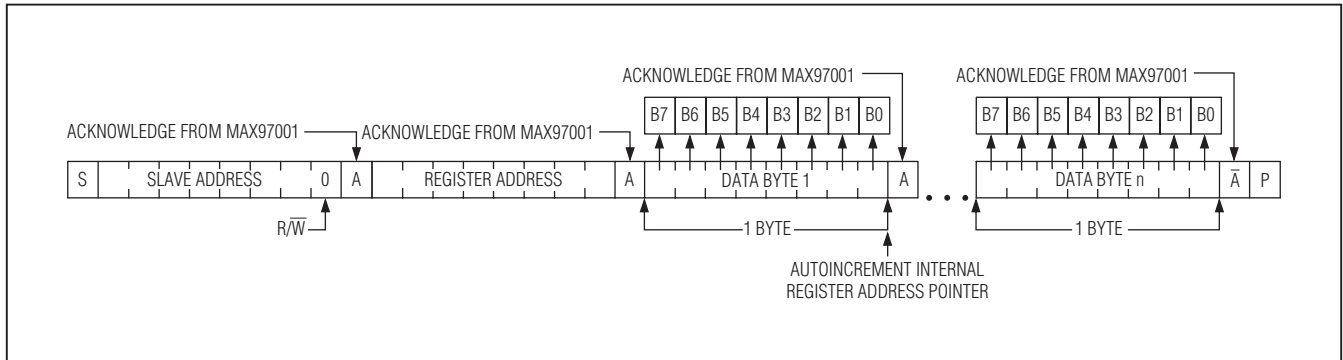 ACKNOWLEDGE FROM MAX97001
ACKNOWLEDGE FROM MAX97001
B7 B6 B5 B4 B3 B2 B1 B0
B7 B6 B5 B4 B3 B2 B1 B0
ACKNOWLEDGE FROM MAX97001
ACKNOWLEDGE FROM MAX97001
S SLAVE ADDRESS 0 A REGISTER ADDRESS A DATA BYTE 1 A • • • DATA BYTE n A̅ P
R/W̅
1 BYTE
1 BYTE
AUTOINCREMENT INTERNAL
REGISTER ADDRESS POINTER